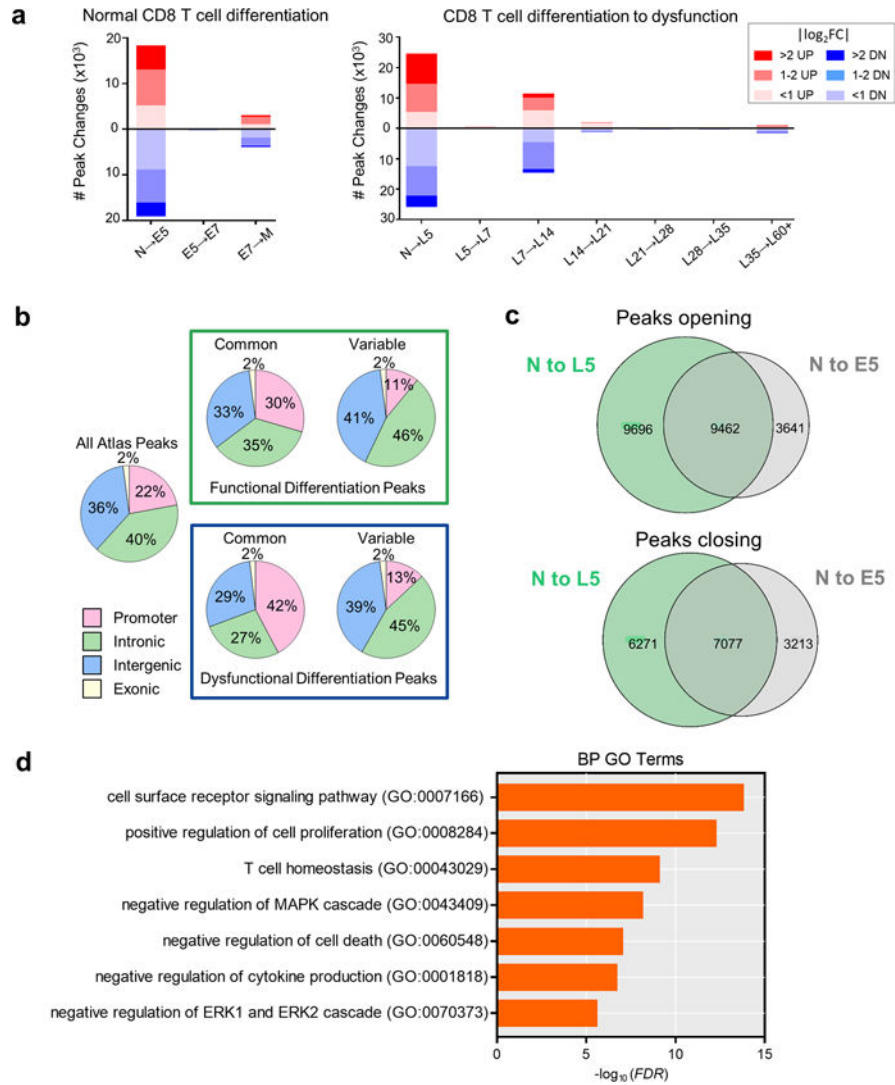 a
Normal CD8 T cell differentiation
CD8 T cell differentiation to dysfunction
# Peak Changes (x10³)
20
10
0
10
20
N→E5
E5→E7
E7→M
# Peak Changes (x10³)
30
20
10
0
10
20
30
N→L5
L5→L7
L7→L14
L14→L21
L21→L28
L28→L35
L35→L60+
|log₂FC|
>2 UP >2 DN
1-2 UP 1-2 DN
<1 UP <1 DN
b
All Atlas Peaks
2%
22%
36%
40%
Common
2%
30%
33%
35%
Variable
2%
11%
41%
46%
Functional Differentiation Peaks
Common
2%
29%
42%
27%
Variable
2%
13%
39%
45%
Dysfunctional Differentiation Peaks
Promoter
Intronic
Intergenic
Exonic
c
Peaks opening
N to L5
N to E5
9696
9462
3641
Peaks closing
N to L5
N to E5
6271
7077
3213
d
BP GO Terms
cell surface receptor signaling pathway (GO:0007166)
positive regulation of cell proliferation (GO:0008284)
T cell homeostasis (GO:00043029)
negative regulation of MAPK cascade (GO:0043409)
negative regulation of cell death (GO:0060548)
negative regulation of cytokine production (GO:0001818)
negative regulation of ERK1 and ERK2 cascade (GO:0070373)
0 5 10 15
-log₁₀(FDR)